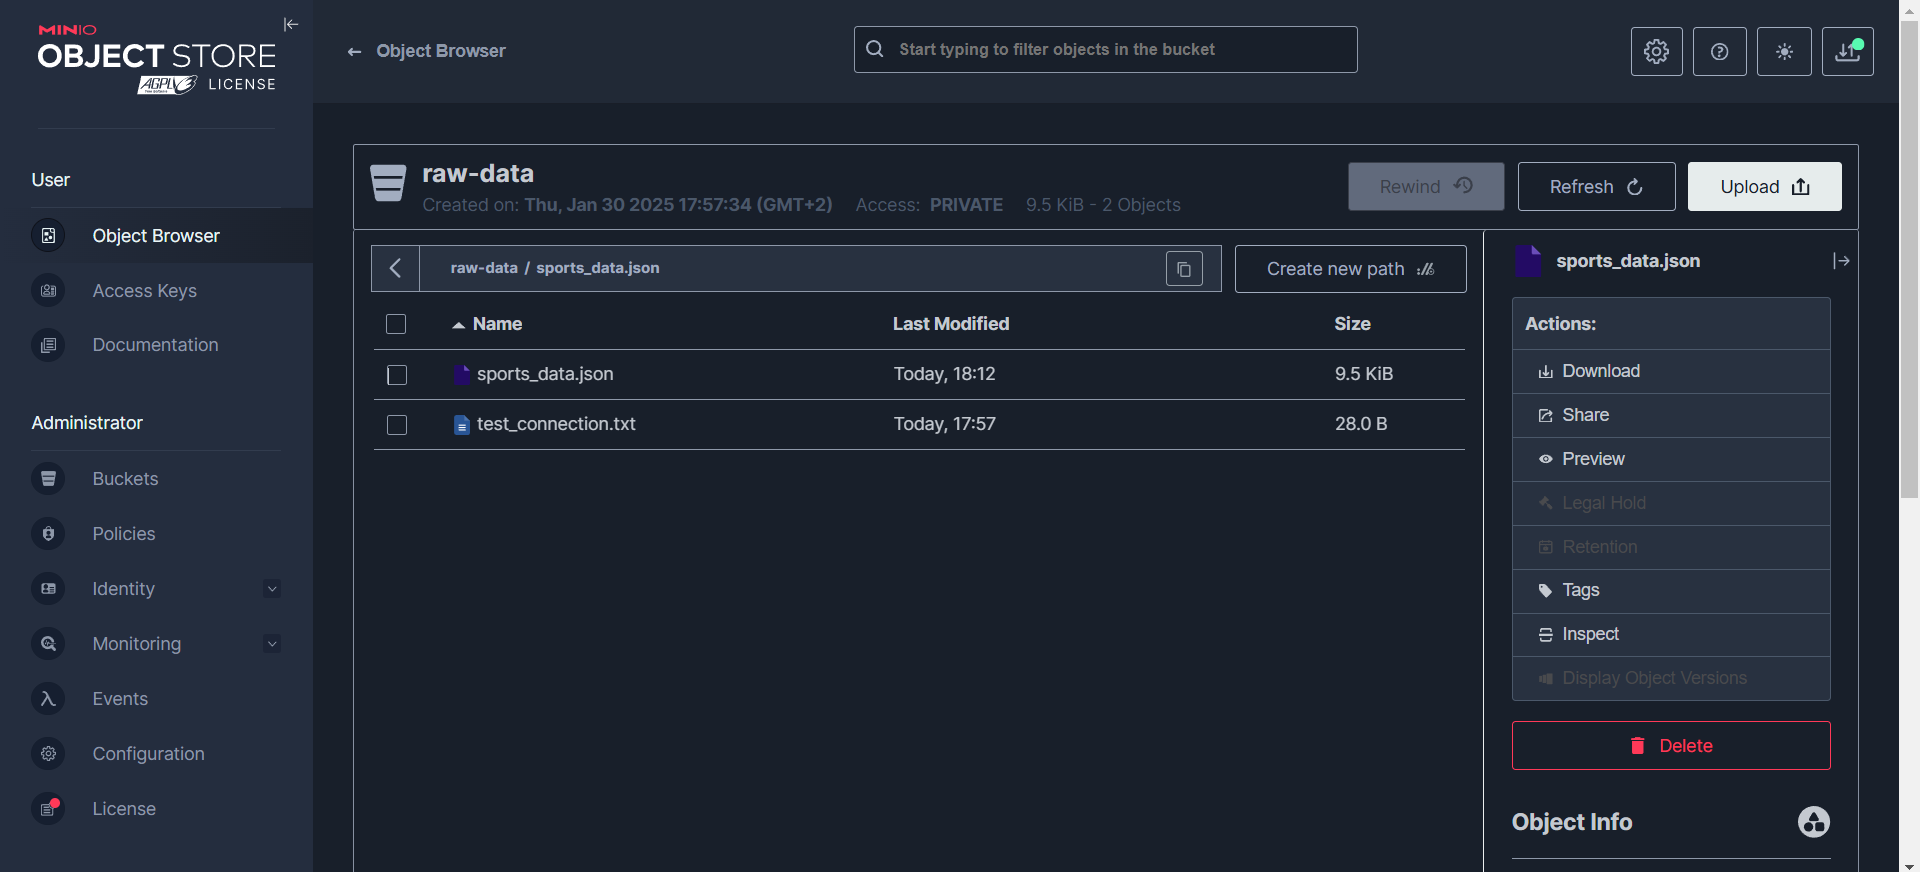 MINIO
OBJECT STORE
AGPLV3 LICENSE
User
Object Browser
Access Keys
Documentation
Administrator
Buckets
Policies
Identity
Monitoring
Events
Configuration
License
← Object Browser
Start typing to filter objects in the bucket
raw-data
Created on: Thu, Jan 30 2025 17:57:34 (GMT+2) Access: PRIVATE 9.5 KiB - 2 Objects
Rewind
Refresh
Upload
raw-data / sports_data.json
Create new path
Name Last Modified Size
sports_data.json Today, 18:12 9.5 KiB
test_connection.txt Today, 17:57 28.0 B
sports_data.json
Actions:
Download
Share
Preview
Legal Hold
Retention
Tags
Inspect
Display Object Versions
Delete
Object Info